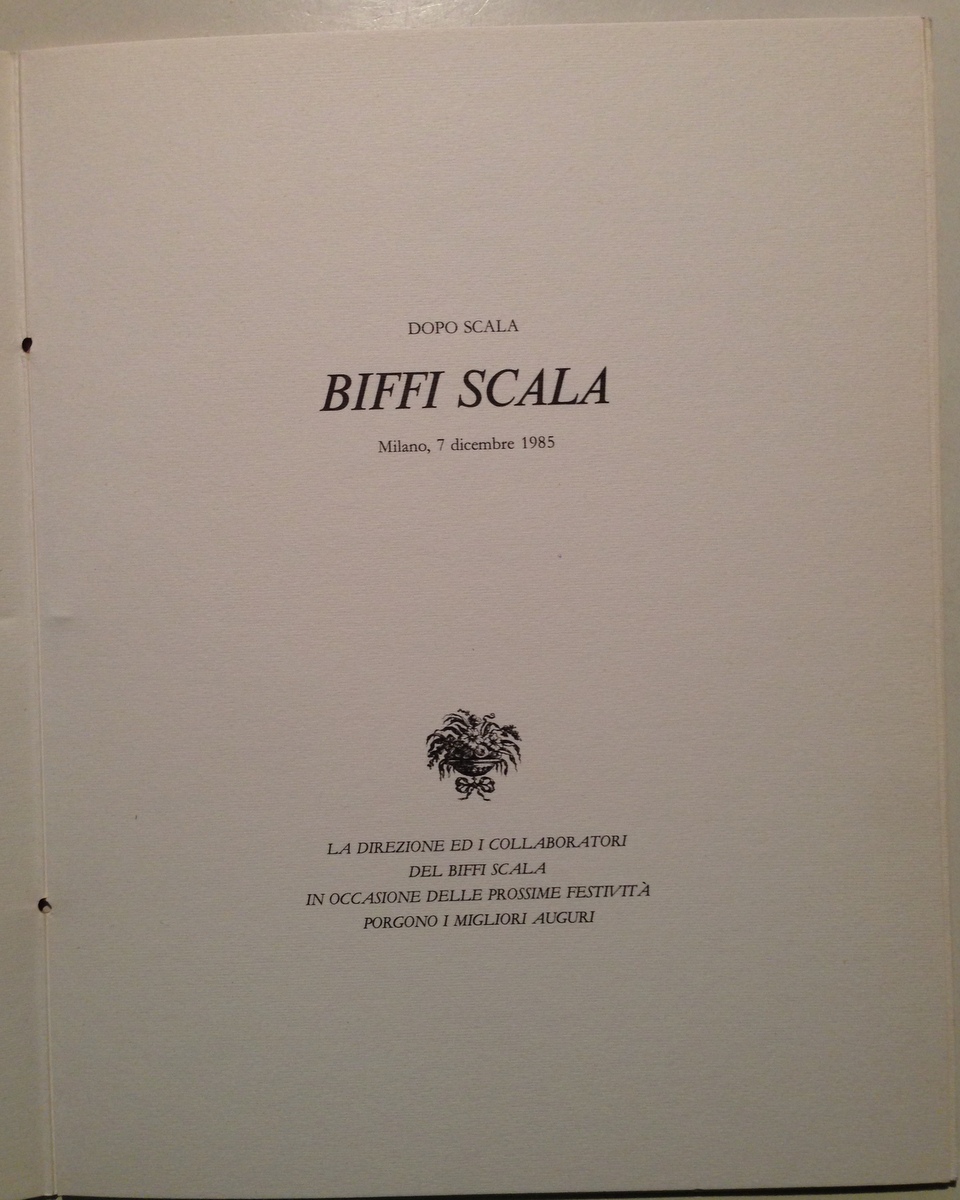 DOPO SCALA
BIFFI SCALA
Milano, 7 dicembre 1985
LA DIREZIONE ED I COLLABORATORI
DEL BIFFI SCALA
IN OCCASIONE DELLE PROSSIME FESTIVITÀ
PORGONO I MIGLIORI AUGURI